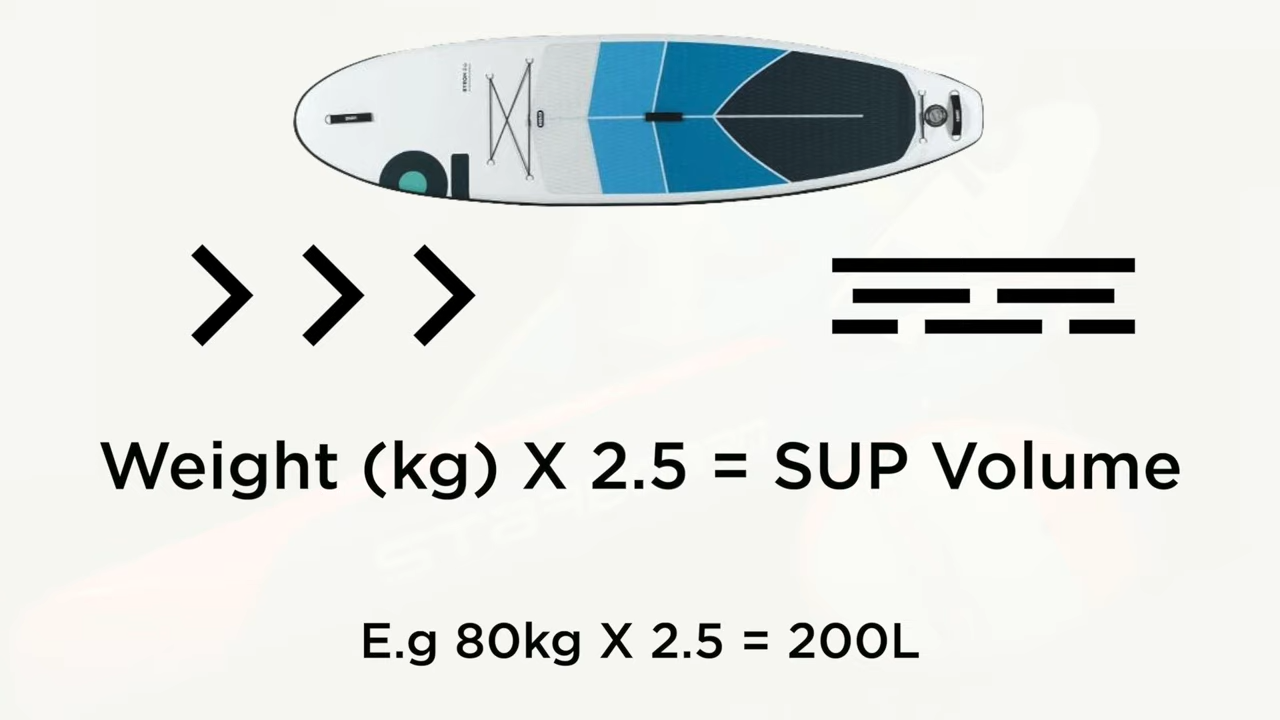 Weight (kg) X 2.5 = SUP Volume
E.g 80kg X 2.5 = 200L